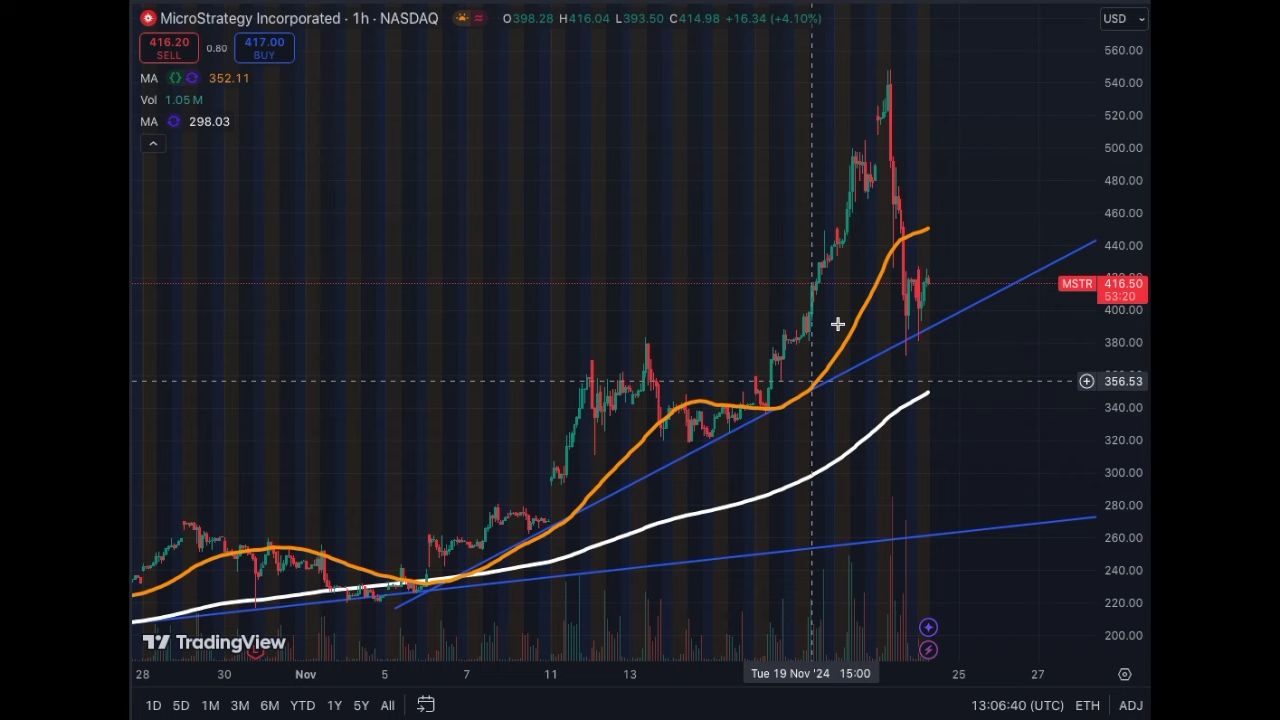 MicroStrategy Incorporated · 1h · NASDAQ
O398.28 H416.04 L393.50 C414.98 +16.34 (+4.10%)
USD
416.20
SELL
0.80
417.00
BUY
MA 352.11
Vol 1.05M
MA 298.03
560.00
540.00
520.00
500.00
480.00
460.00
440.00
MSTR 416.50
53:20
400.00
380.00
356.53
340.00
320.00
300.00
280.00
260.00
240.00
220.00
200.00
TradingView
28 30 Nov 5 7 11 13 Tue 19 Nov '24 15:00 25 27
1D 5D 1M 3M 6M YTD 1Y 5Y All 13:06:40 (UTC) ETH ADJ